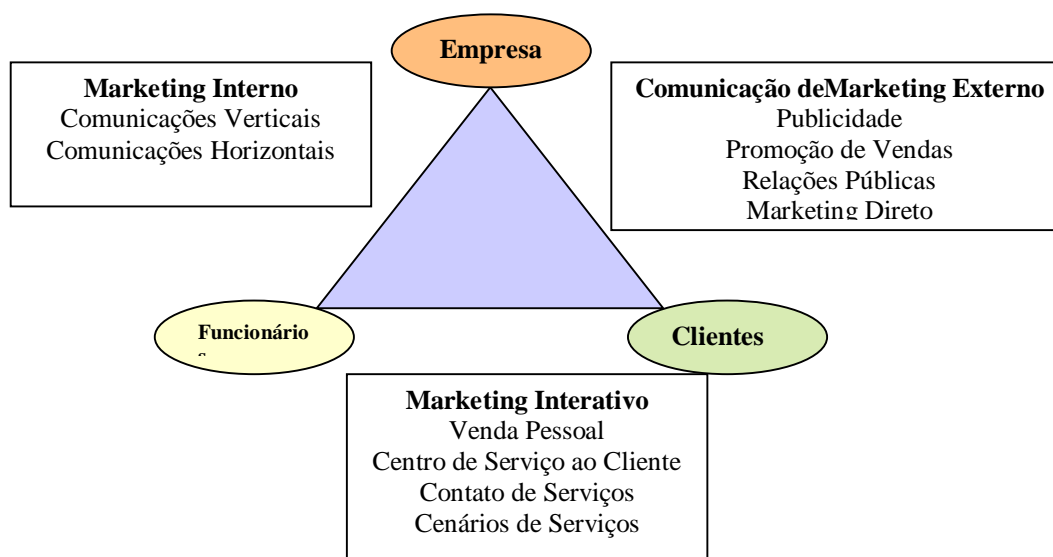 Empresa
Marketing Interno
Comunicações Verticais
Comunicações Horizontais
Comunicação deMarketing Externo
Publicidade
Promoção de Vendas
Relações Públicas
Marketing Direto
Funcionário
Clientes
Marketing Interativo
Venda Pessoal
Centro de Serviço ao Cliente
Contato de Serviços
Cenários de Serviços